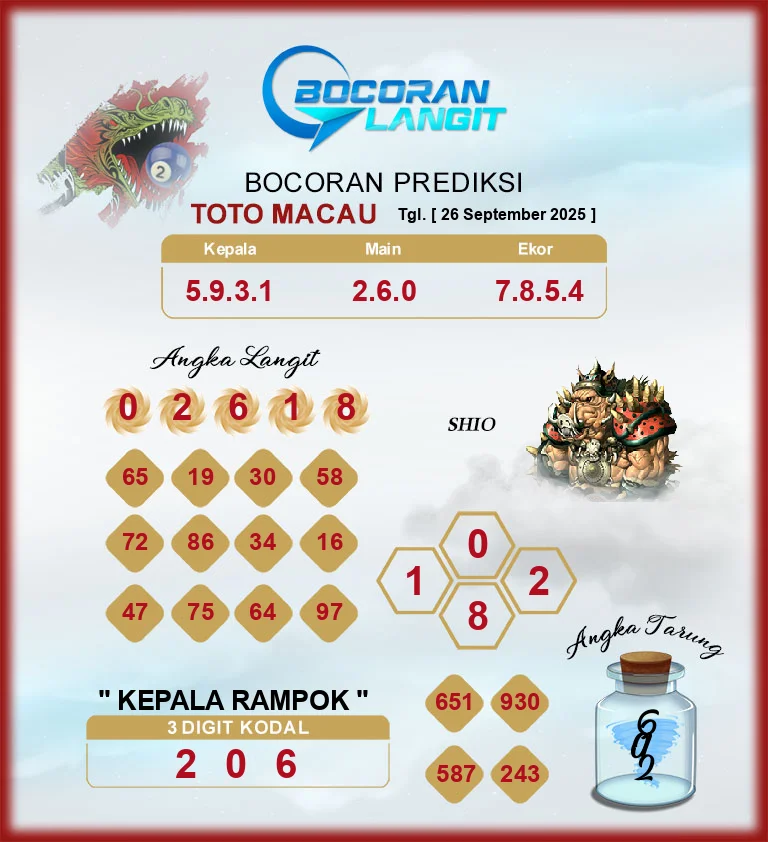 BOCORAN
LANGIT
2
BOCORAN PREDIKSI
TOTO MACAU Tgl. [ 26 September 2025 ]
Kepala Main Ekor
5.9.3.1 2.6.0 7.8.5.4
Angka Langit
0 2 6 1 8
SHIO
65 19 30 58
72 86 34 16
47 75 64 97
0
1 2
8
Angka Tarung
" KEPALA RAMPOK "
3 DIGIT KODAL
2 0 6
651 930
587 243
6
0
2